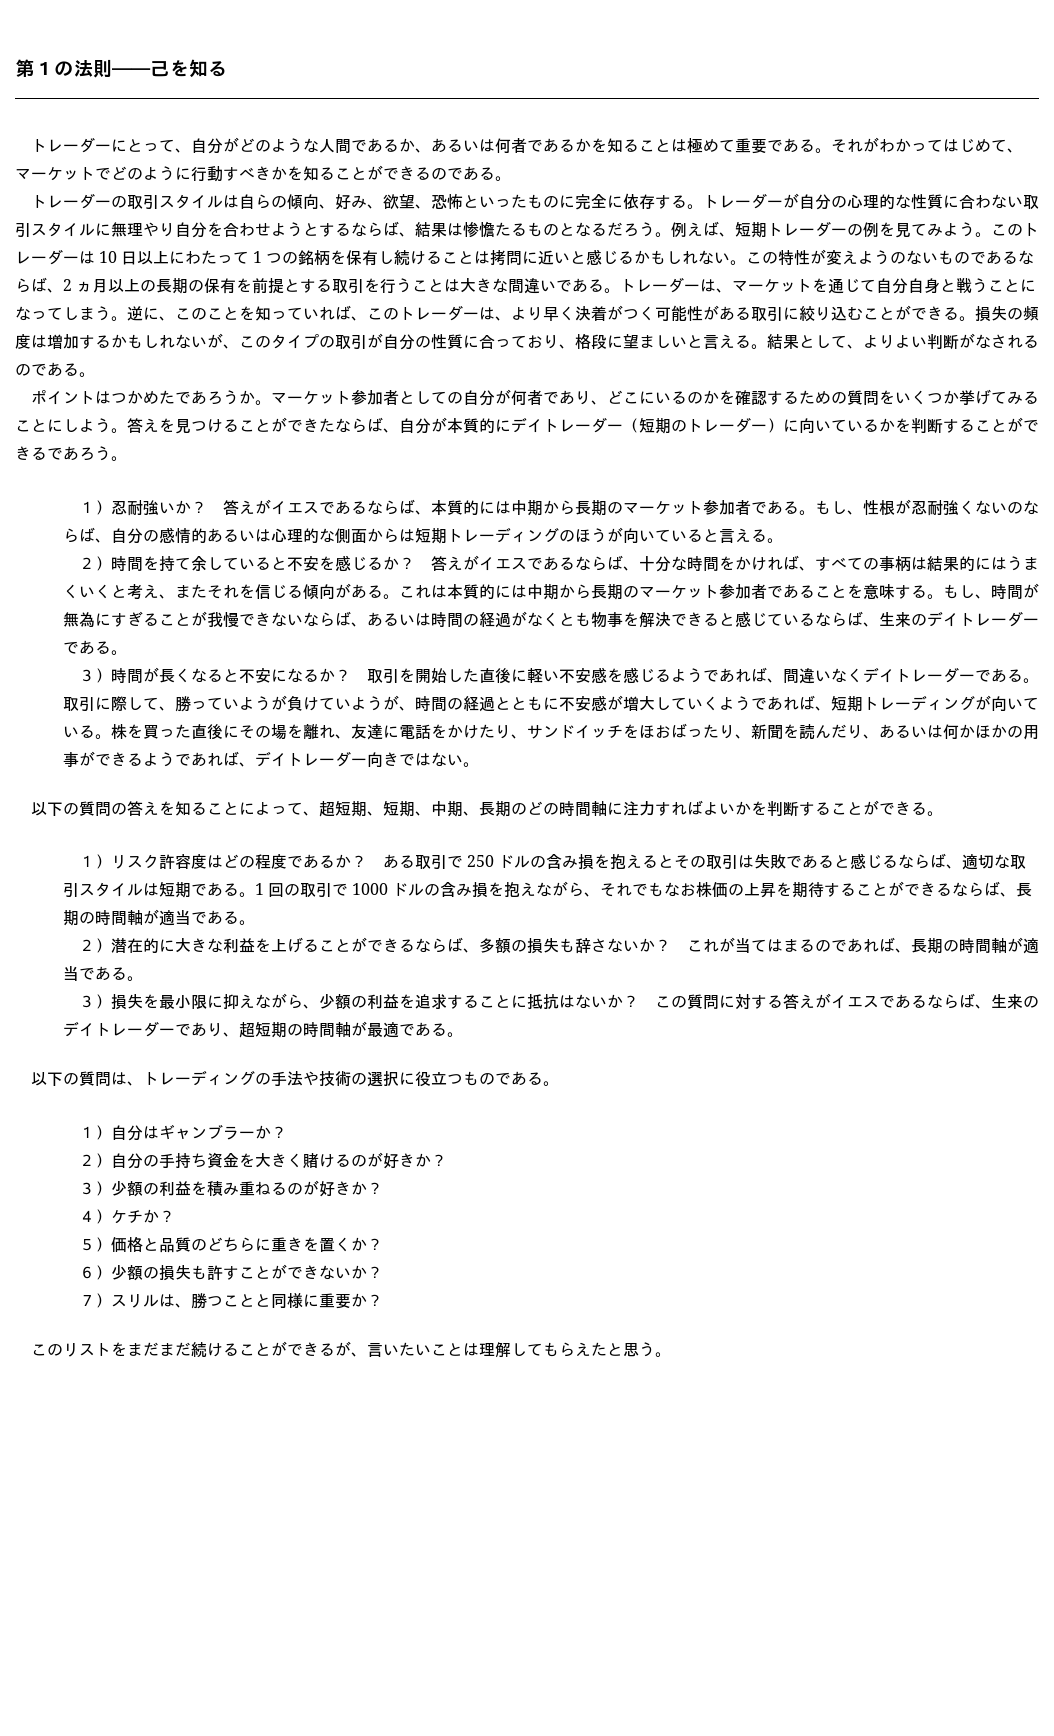 第1の法則――己を知る
　トレーダーにとって、自分がどのような人間であるか、あるいは何者であるかを知ることは極めて重要である。それがわかってはじめて、
マーケットでどのように行動すべきかを知ることができるのである。
　トレーダーの取引スタイルは自らの傾向、好み、欲望、恐怖といったものに完全に依存する。トレーダーが自分の心理的な性質に合わない取
引スタイルに無理やり自分を合わせようとするならば、結果は惨憺たるものとなるだろう。例えば、短期トレーダーの例を見てみよう。このト
レーダーは 10 日以上にわたって 1 つの銘柄を保有し続けることは拷問に近いと感じるかもしれない。この特性が変えようのないものであるな
らば、2 ヵ月以上の長期の保有を前提とする取引を行うことは大きな間違いである。トレーダーは、マーケットを通じて自分自身と戦うことに
なってしまう。逆に、このことを知っていれば、このトレーダーは、より早く決着がつく可能性がある取引に絞り込むことができる。損失の頻
度は増加するかもしれないが、このタイプの取引が自分の性質に合っており、格段に望ましいと言える。結果として、よりよい判断がなされる
のである。
　ポイントはつかめたであろうか。マーケット参加者としての自分が何者であり、どこにいるのかを確認するための質問をいくつか挙げてみる
ことにしよう。答えを見つけることができたならば、自分が本質的にデイトレーダー（短期のトレーダー）に向いているかを判断することがで
きるであろう。
　1）忍耐強いか？　答えがイエスであるならば、本質的には中期から長期のマーケット参加者である。もし、性根が忍耐強くないのな
らば、自分の感情的あるいは心理的な側面からは短期トレーディングのほうが向いていると言える。
　2）時間を持て余していると不安を感じるか？　答えがイエスであるならば、十分な時間をかければ、すべての事柄は結果的にはうま
くいくと考え、またそれを信じる傾向がある。これは本質的には中期から長期のマーケット参加者であることを意味する。もし、時間が
無為にすぎることが我慢できないならば、あるいは時間の経過がなくとも物事を解決できると感じているならば、生来のデイトレーダー
である。
　3）時間が長くなると不安になるか？　取引を開始した直後に軽い不安感を感じるようであれば、間違いなくデイトレーダーである。
取引に際して、勝っていようが負けていようが、時間の経過とともに不安感が増大していくようであれば、短期トレーディングが向いて
いる。株を買った直後にその場を離れ、友達に電話をかけたり、サンドイッチをほおばったり、新聞を読んだり、あるいは何かほかの用
事ができるようであれば、デイトレーダー向きではない。
　以下の質問の答えを知ることによって、超短期、短期、中期、長期のどの時間軸に注力すればよいかを判断することができる。
　1）リスク許容度はどの程度であるか？　ある取引で 250 ドルの含み損を抱えるとその取引は失敗であると感じるならば、適切な取
引スタイルは短期である。1 回の取引で 1000 ドルの含み損を抱えながら、それでもなお株価の上昇を期待することができるならば、長
期の時間軸が適当である。
　2）潜在的に大きな利益を上げることができるならば、多額の損失も辞さないか？　これが当てはまるのであれば、長期の時間軸が適
当である。
　3）損失を最小限に抑えながら、少額の利益を追求することに抵抗はないか？　この質問に対する答えがイエスであるならば、生来の
デイトレーダーであり、超短期の時間軸が最適である。
　以下の質問は、トレーディングの手法や技術の選択に役立つものである。
　1）自分はギャンブラーか？
　2）自分の手持ち資金を大きく賭けるのが好きか？
　3）少額の利益を積み重ねるのが好きか？
　4）ケチか？
　5）価格と品質のどちらに重きを置くか？
　6）少額の損失も許すことができないか？
　7）スリルは、勝つことと同様に重要か？
　このリストをまだまだ続けることができるが、言いたいことは理解してもらえたと思う。